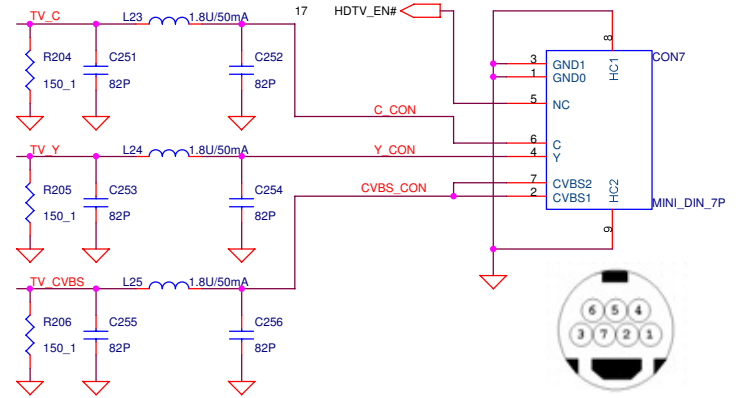 TV_C
L23
1.8U/50mA
17
HDTV_EN#
R204
150_1
C251
82P
C252
82P
8
HC1
CON7
3
GND1
1
GND0
5
NC
C_CON
6
C
TV_Y
L24
1.8U/50mA
Y_CON
4
Y
R205
150_1
C253
82P
C254
82P
CVBS_CON
7
CVBS2
2
CVBS1
HC2
9
MINI_DIN_7P
TV_CVBS
L25
1.8U/50mA
R206
150_1
C255
82P
C256
82P
6 5 4
3 7 2 1